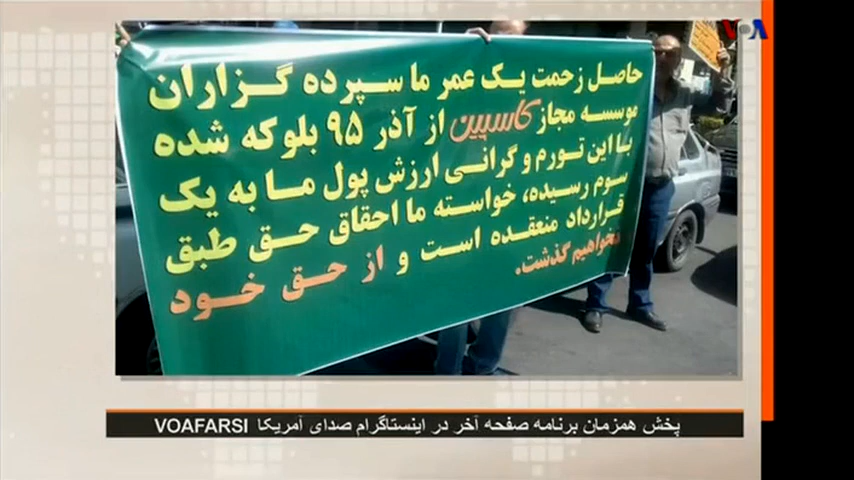 VOA
حاصل زحمت یک عمر ما سپرده گزاران
موسسه مجاز کاسپین از آذر ۹۵ بلوکه شده
با این تورم و گرانی ارزش پول ما به یک
سوم رسیده، خواسته ما احقاق حق طبق
قرارداد منعقده است و از حق خود
نخواهیم گذشت.
پخش همزمان برنامه صفحه آخر در اینستاگرام صدای آمریکا VOAFARSI